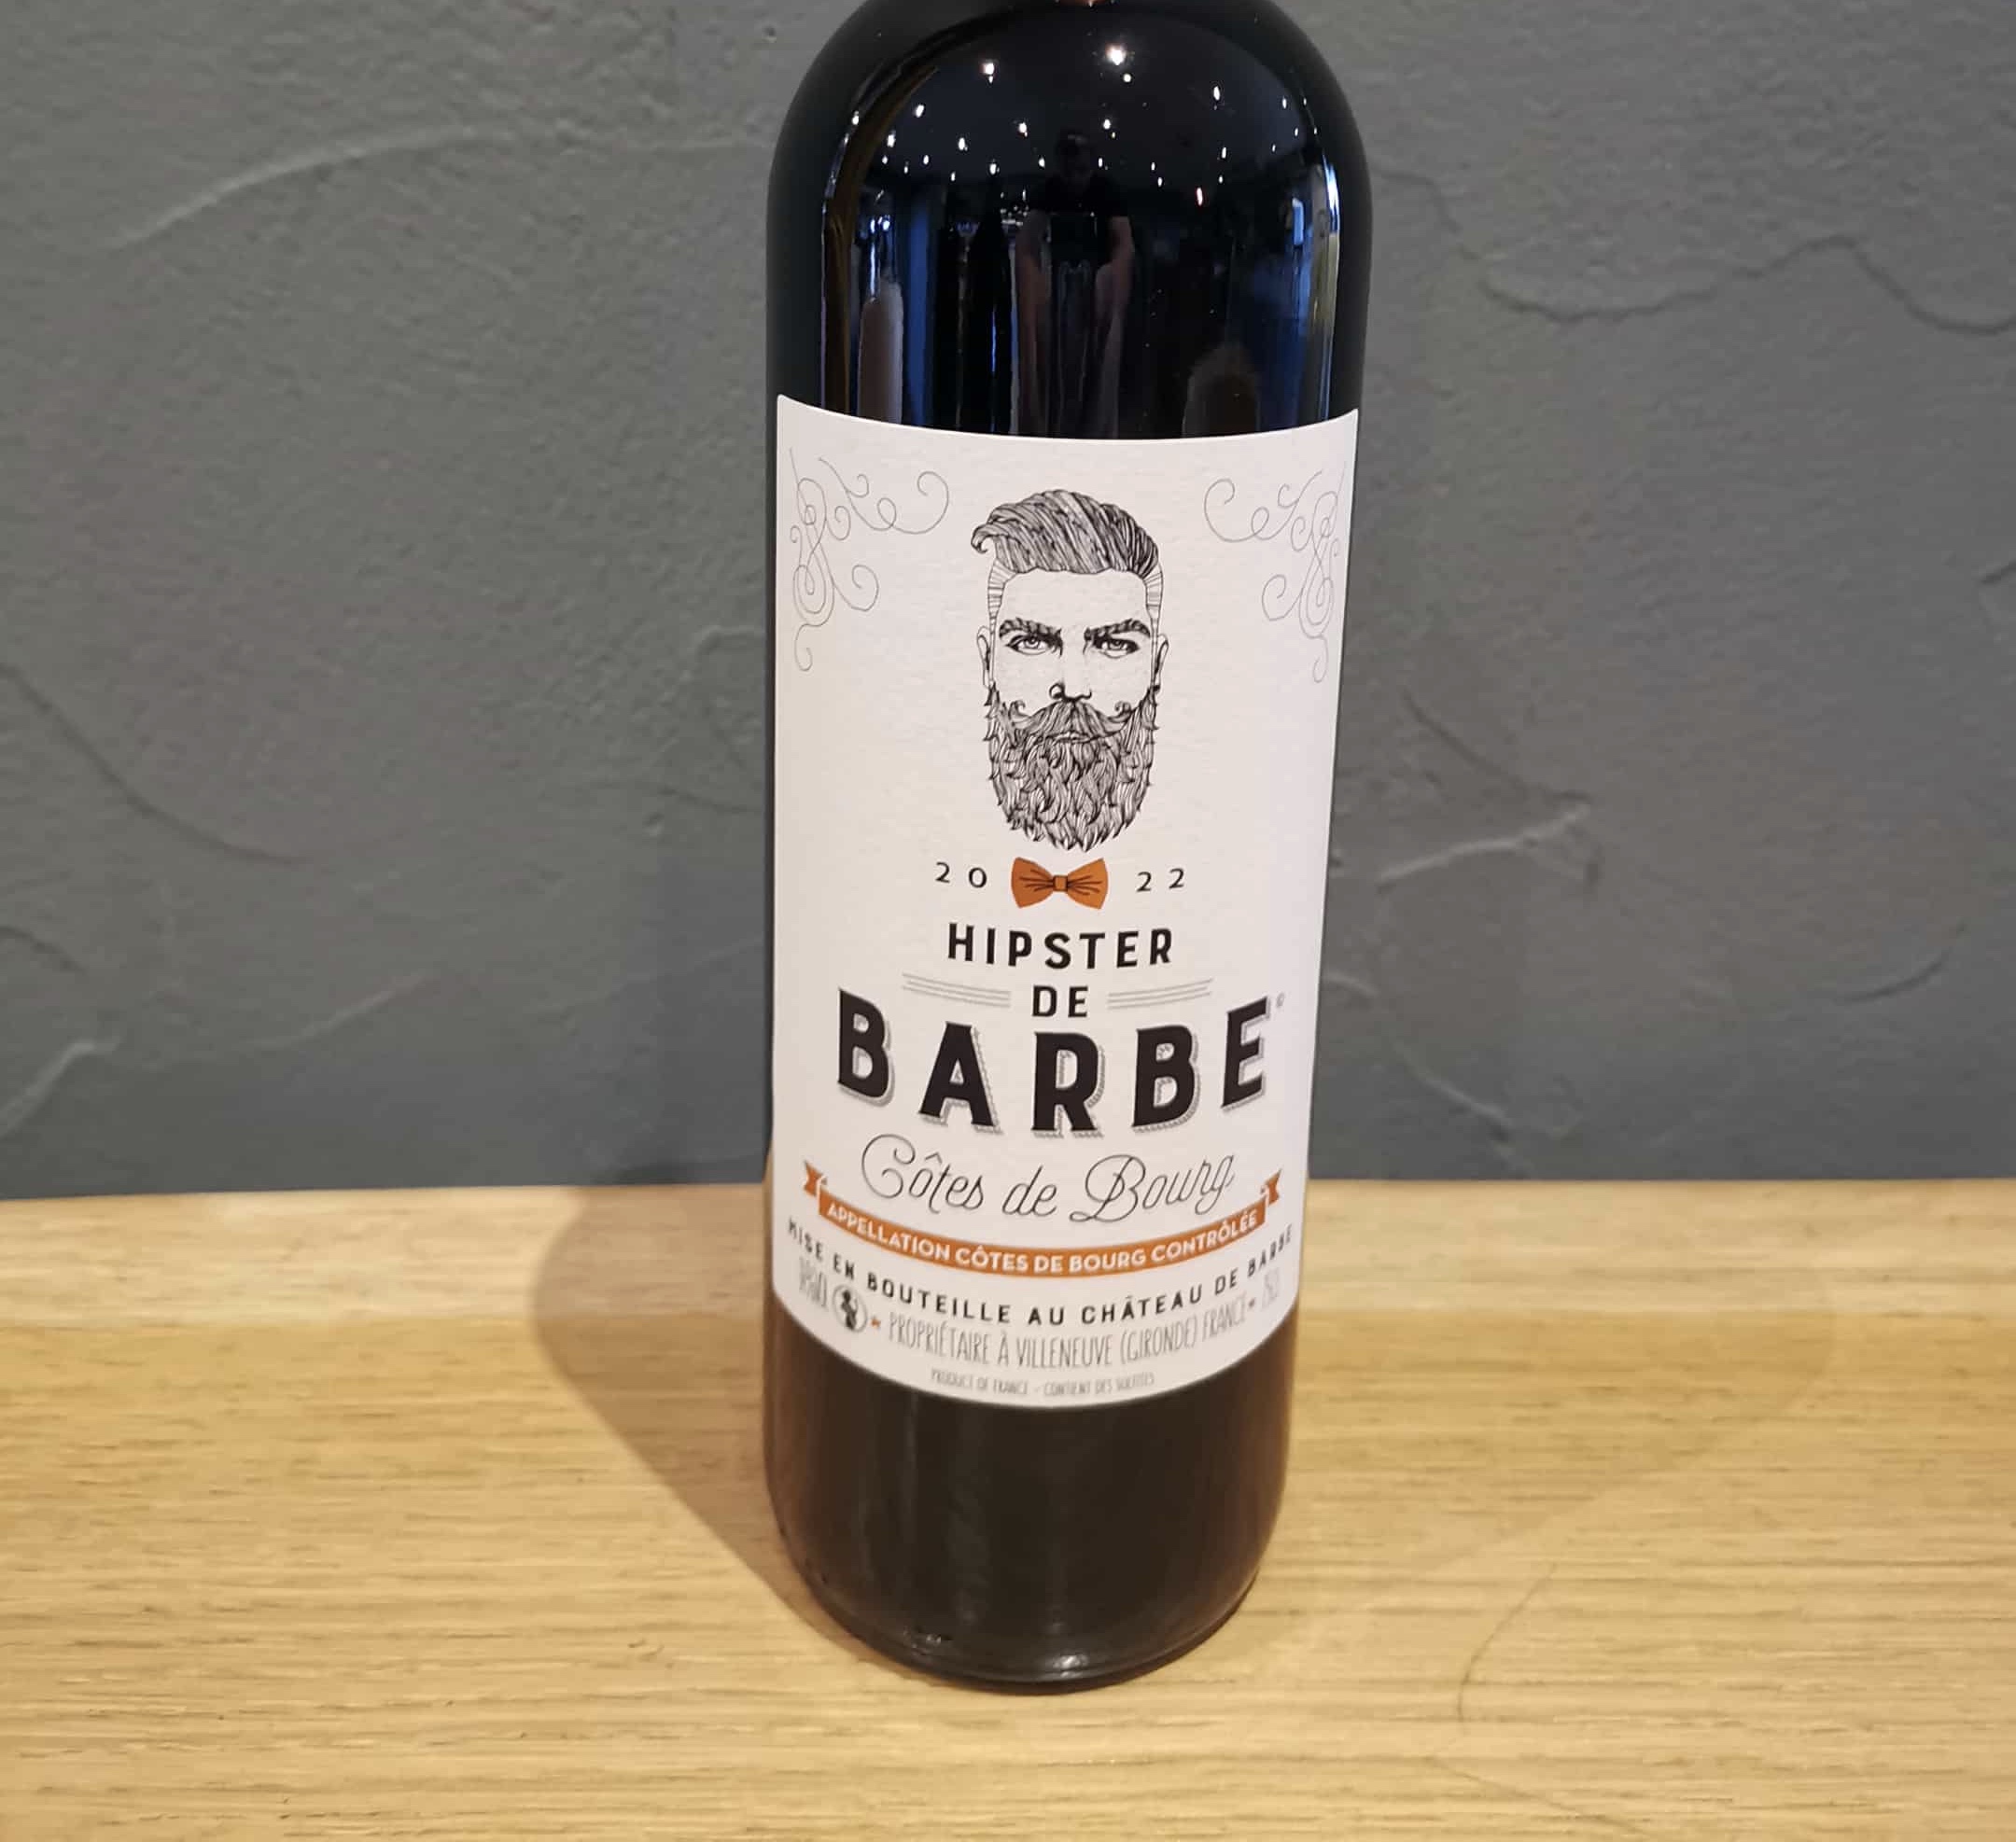 20 22
HIPSTER
DE
BARBE
©
Côtes de Bourg
APPELLATION CÔTES DE BOURG CONTRÔLÉE
MISE EN BOUTEILLE AU CHÂTEAU DE BARBE
PROPRIÉTAIRE À VILLENEUVE (GIRONDE) FRANCE
PRODUCT OF FRANCE - CONTIENT DES SULFITES